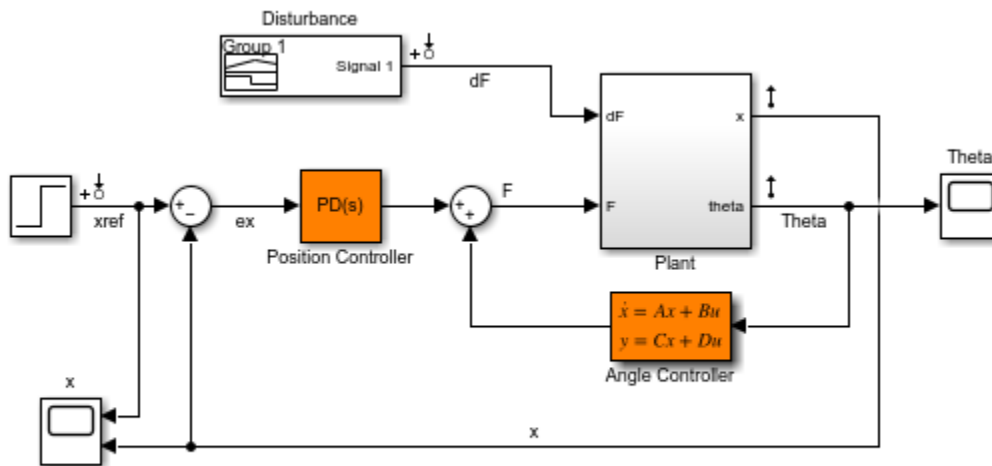 Disturbance
Group 1
Signal 1
dF
dF
x
F
theta
Plant
xref
+
−
ex
PD(s)
Position Controller
+
+
F
Theta
Theta
ẋ = Ax + Bu
y = Cx + Du
Angle Controller
x
x